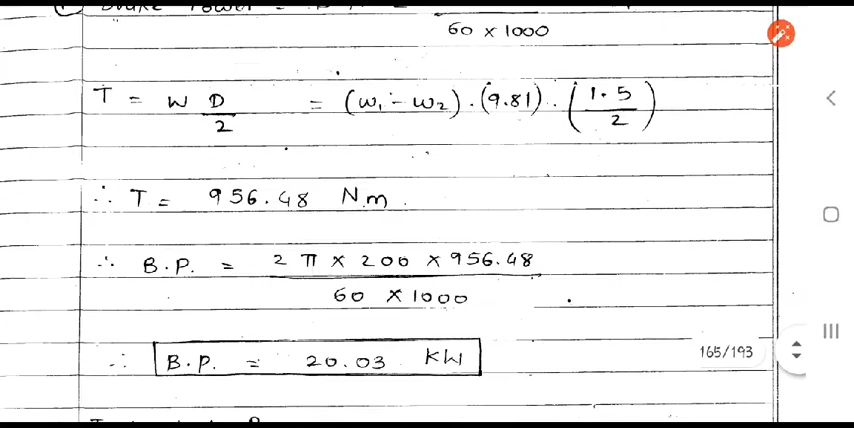 60 x 1000
T = W D/2 = (w₁ - w₂) . (9.81) . (1.5/2)
∴ T = 956.48 N.m.
∴ B.P. = 2 π x 200 x 956.48
60 x 1000
∴ B.P. = 20.03 KW
165/193